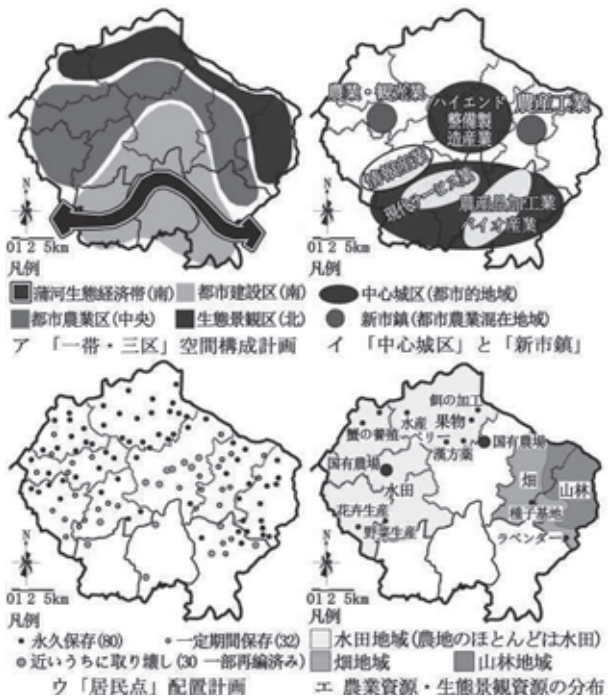 農業・観光業
ハイエンド
整備製
造産業
農産工業
現代サービス業
農産品加工業
バイオ産業
N
01 2 5km
凡例
蒲河生態経済帯(南) 都市建設区(南)
都市農業区(中央) 生態景観区(北)
ア 「一帯・三区」空間構成計画
N
01 2 5km
凡例
中心城区(都市的地域)
新市鎮(都市農業混在地域)
イ 「中心城区」と「新市鎮」
N
01 2 5km
凡例
永久保存(80) 一定期間保存(32)
近いうちに取り壊し(30 一部再編済み)
ウ 「居民点」配置計画
餌の加工
水産
果物
蟹の養殖
ベリー
漢方薬
国有農場
国有農場
水田
畑
山林
種子基地
花卉生産
野菜生産
ラベンダー
N
01 2 5km
凡例
水田地域(農地のほとんどは水田)
畑地域 山林地域
エ 農業資源・生態景観資源の分布